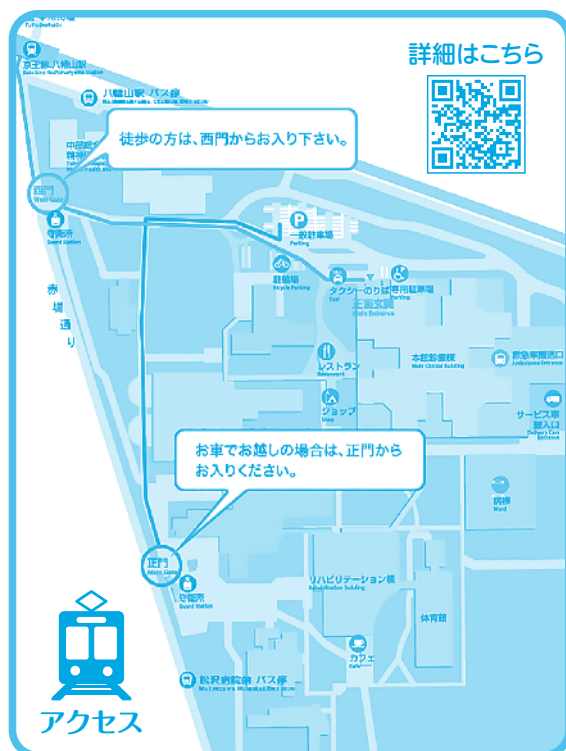 詳細はこちら
京王線 八幡山駅
八幡山駅 バス停
徒歩の方は、西門からお入り下さい。
西門
West Gate
守衛所
Guard Station
赤堤通り
P
一般駐車場
Parking
駐輪場
Bicycle Parking
タクシーのりば
Taxi
専用駐車場
Parking
正面玄関
Main Entrance
レストラン
Restaurant
本館診療棟
Main Clinical Building
救急車搬送口
Ambulance Entrance
ショップ
Shop
サービス車
搬入口
Delivery Cars
Entrance
お車でお越しの場合は、正門から
お入りください。
病棟
Ward
正門
Main Gate
守衛所
Guard Station
リハビリテーション棟
Rehabilitation Building
体育館
カフェ
Cafe
松沢病院前 バス停
アクセス